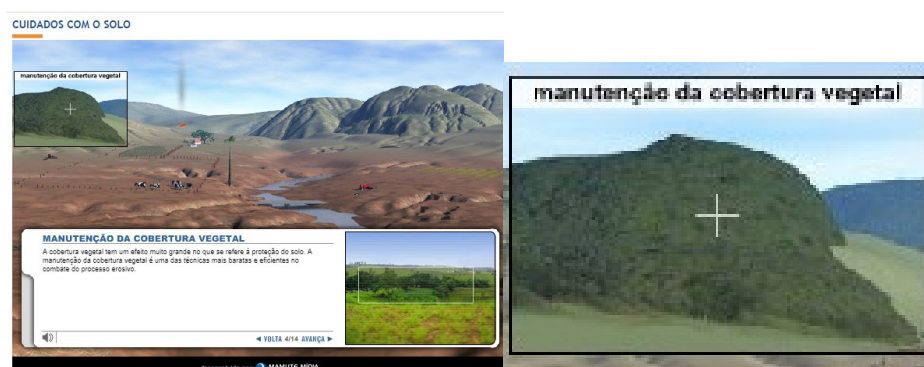 CUIDADOS COM O SOLO
manutenção da cobertura vegetal
MANUTENÇÃO DA COBERTURA VEGETAL
A cobertura vegetal tem um efeito muito grande no que se refere à proteção do solo. A
manutenção da cobertura vegetal é uma das técnicas mais baratas e eficientes no
combate do processo erosivo.
VOLTA 4/14 AVANÇA
MAMUTE MÍDIA
manutenção da cobertura vegetal